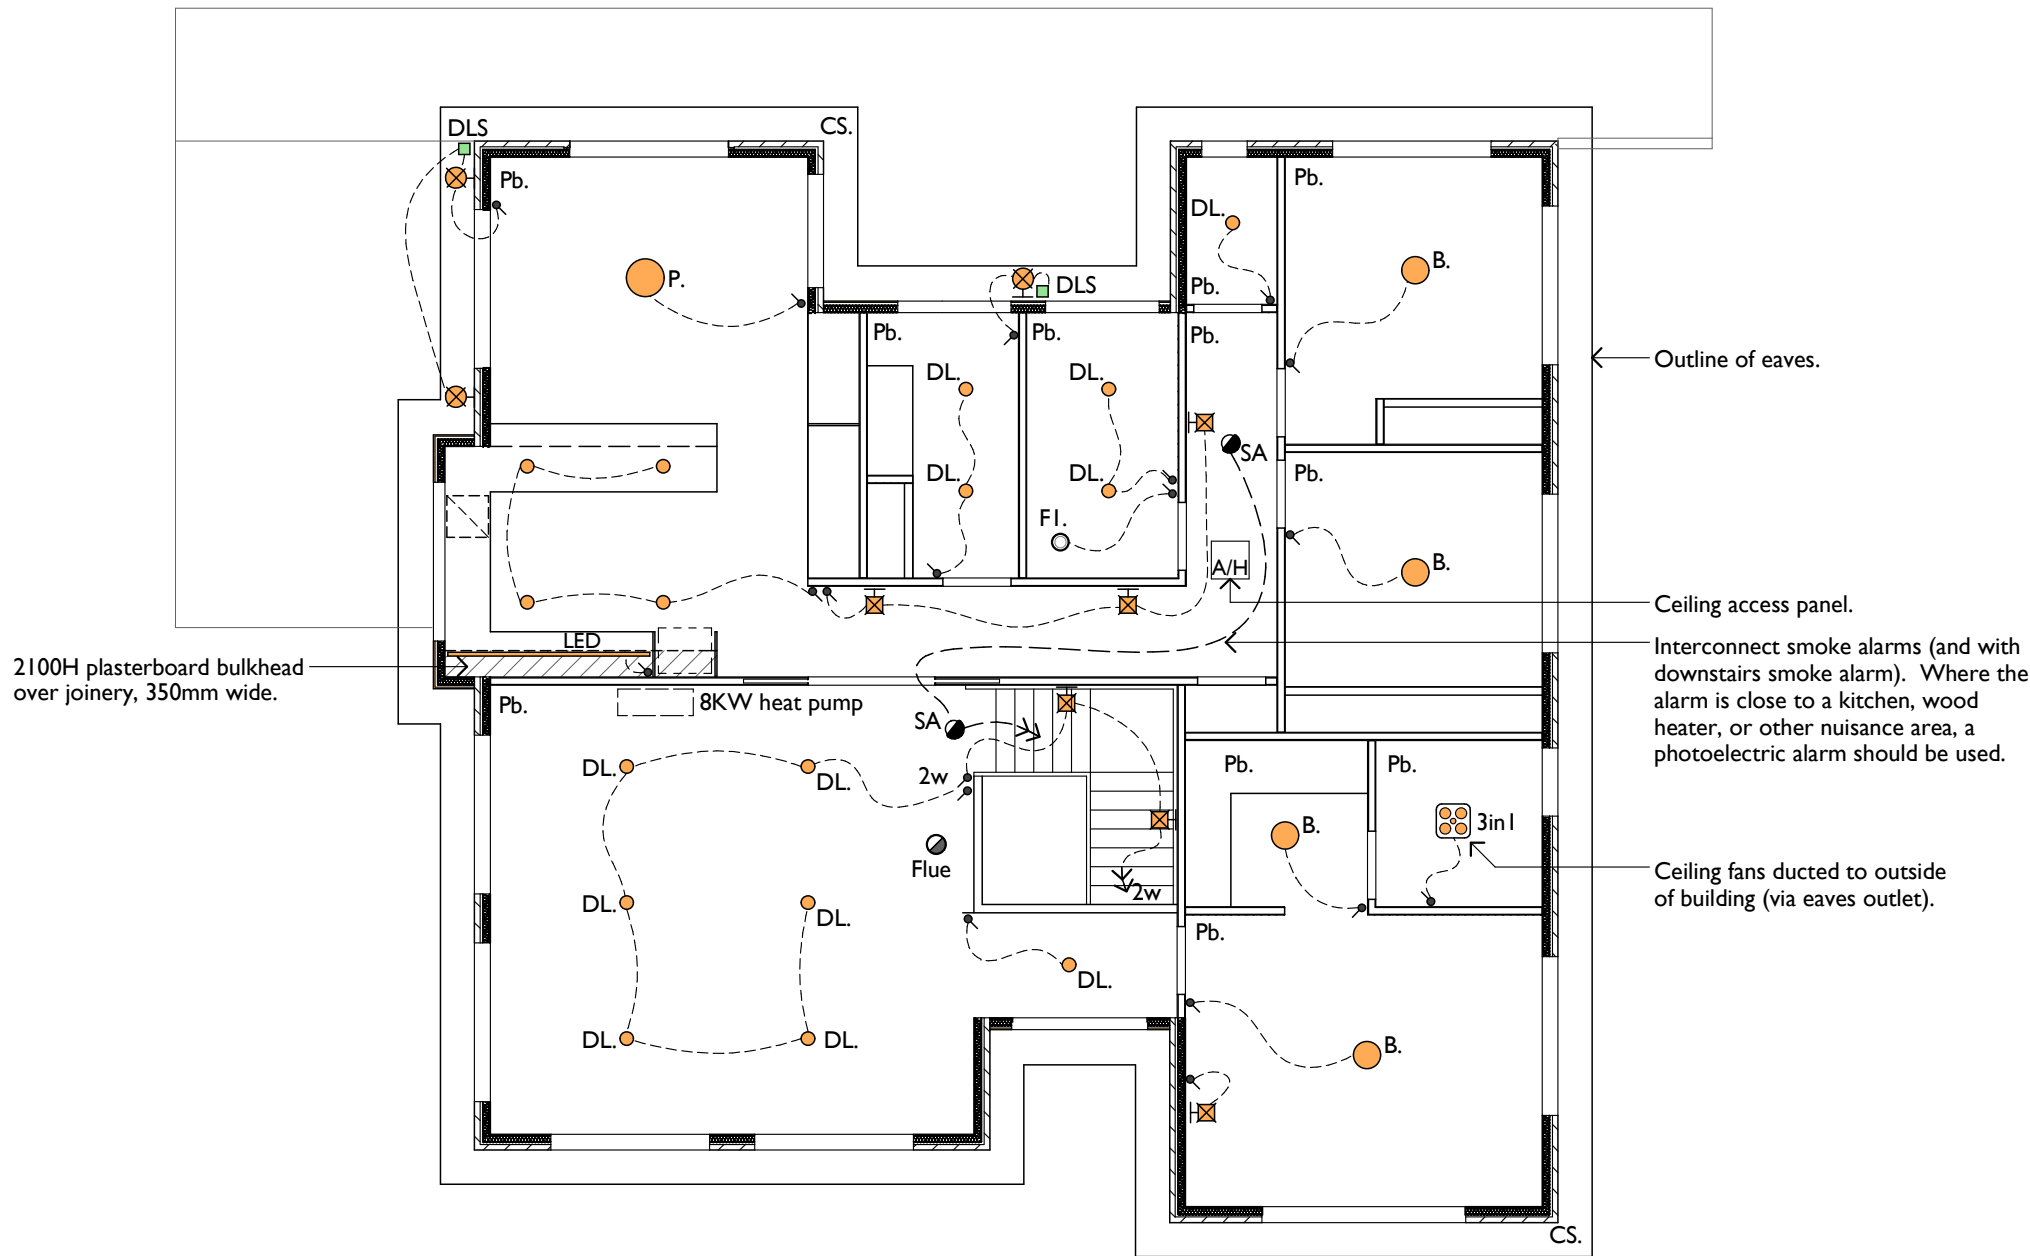 DLS
CS.
Pb.
Pb.
DL.
P.
B.
DLS
Pb.
Pb.
Pb.
Pb.
Outline of eaves.
DL.
DL.
SA
Pb.
DL.
DL.
F1.
A/H
B.
Ceiling access panel.
LED
2100H plasterboard bulkhead
over joinery, 350mm wide.
Interconnect smoke alarms (and with
downstairs smoke alarm).  Where the
alarm is close to a kitchen, wood
heater, or other nuisance area, a
photoelectric alarm should be used.
Pb.
8KW heat pump
SA
DL.
DL.
2w
Pb.
Pb.
B.
3in1
Flue
2w
Ceiling fans ducted to outside
of building (via eaves outlet).
DL.
DL.
Pb.
DL.
DL.
DL.
B.
CS.